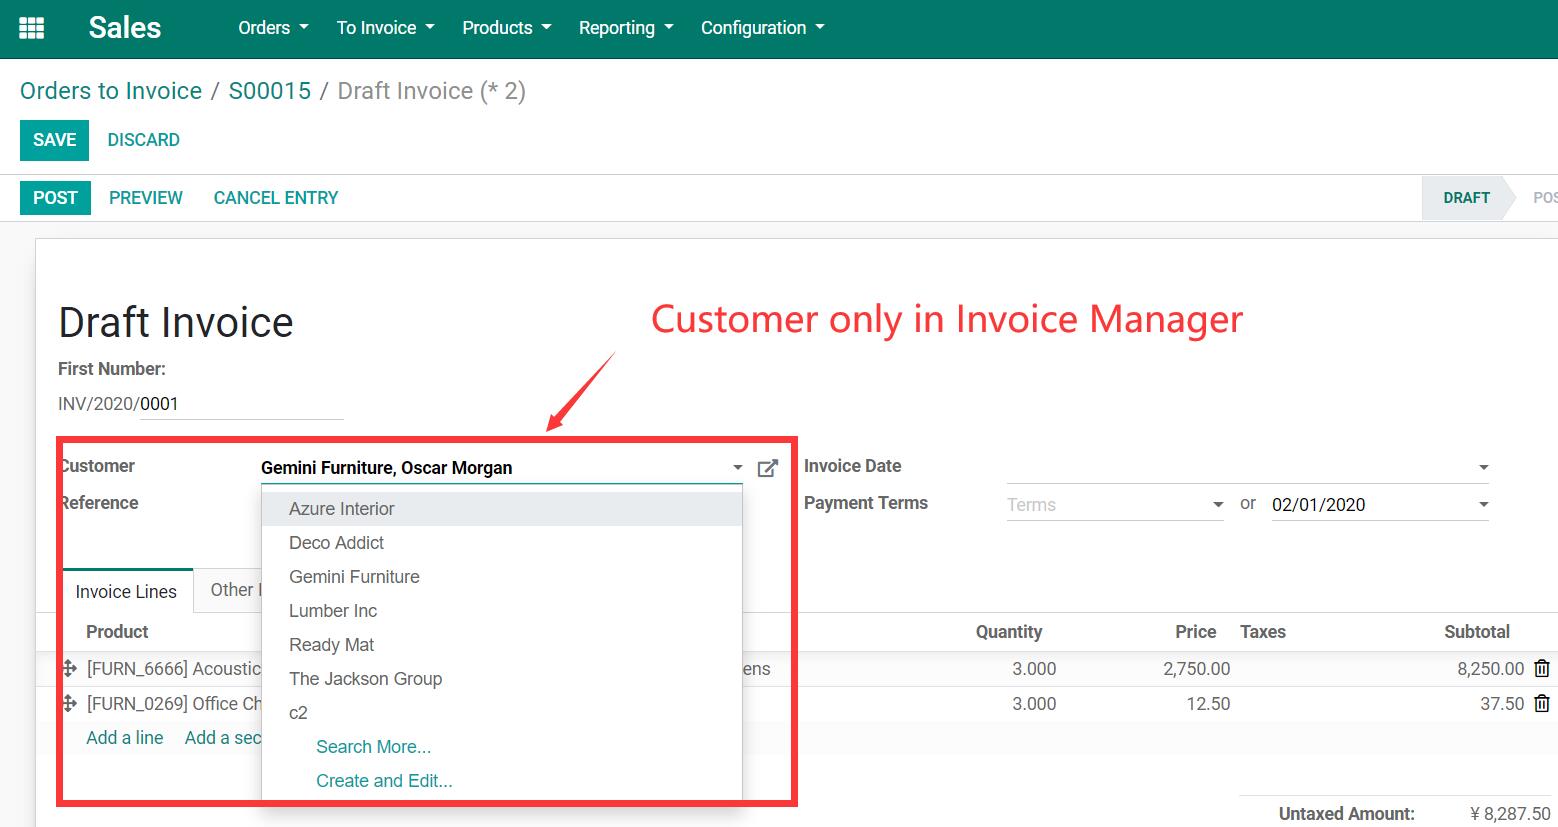 Sales Orders To Invoice Products Reporting Configuration
Orders to Invoice / S00015 / Draft Invoice (* 2)
SAVE DISCARD
POST PREVIEW CANCEL ENTRY DRAFT POS
Draft Invoice
Customer only in Invoice Manager
First Number:
INV/2020/0001
Customer Gemini Furniture, Oscar Morgan Invoice Date
Reference Payment Terms Terms or 02/01/2020
Azure Interior
Deco Addict
Gemini Furniture
Lumber Inc
Ready Mat
The Jackson Group
c2
Search More...
Create and Edit...
Invoice Lines Other I
Product Quantity Price Taxes Subtotal
[FURN_6666] Acoustic ens 3.000 2,750.00 8,250.00
[FURN_0269] Office Ch 3.000 12.50 37.50
Add a line Add a sec
Untaxed Amount: ¥ 8,287.50